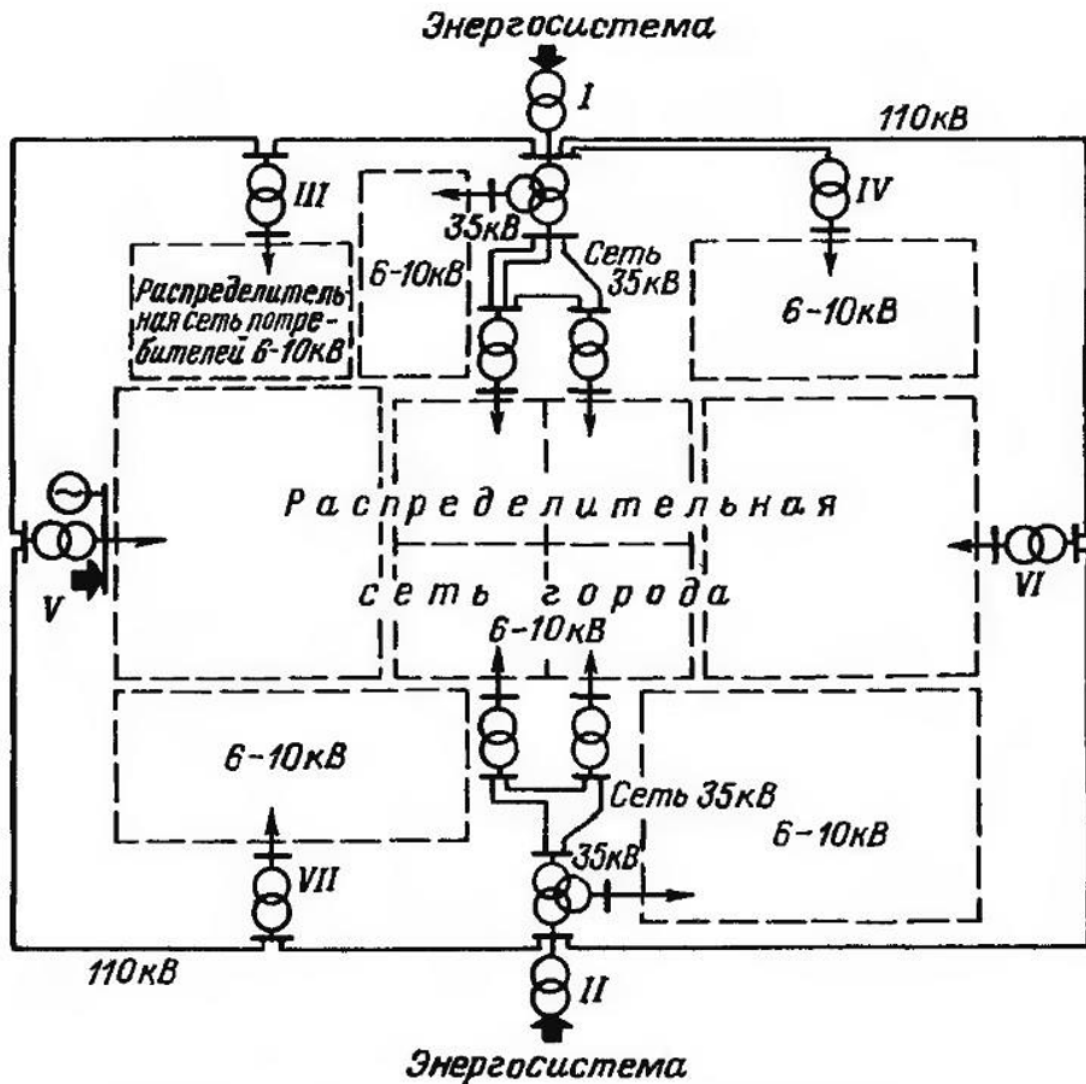 Энергосистема
I
110кВ
III
IV
35кВ
Сеть
35кВ
6-10кВ
6-10кВ
Распределитель-
ная сеть потре-
бителей 6-10кВ
Распределительная
V
VI
сеть города
6-10кВ
6-10кВ
Сеть 35кВ
6-10кВ
35кВ
VII
110кВ
II
Энергосистема